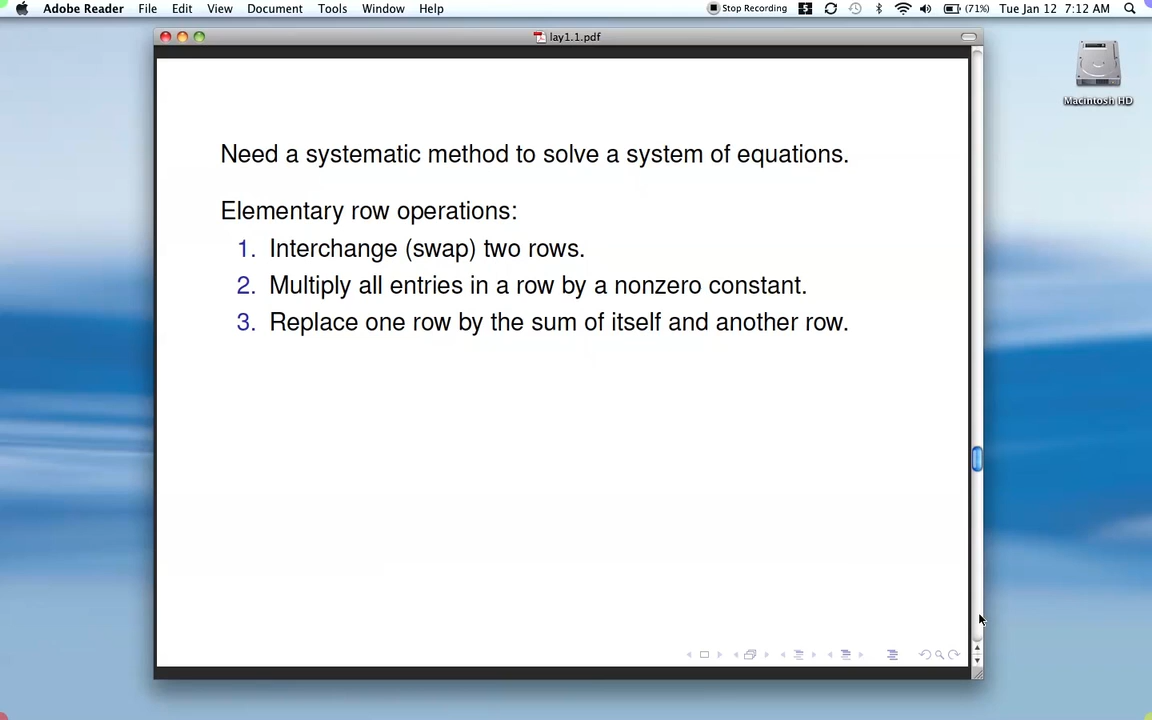 Adobe Reader File Edit View Document Tools Window Help Stop Recording (71%) Tue Jan 12 7:12 AM
lay1.1.pdf
Macintosh HD
Need a systematic method to solve a system of equations.
Elementary row operations:
1. Interchange (swap) two rows.
2. Multiply all entries in a row by a nonzero constant.
3. Replace one row by the sum of itself and another row.